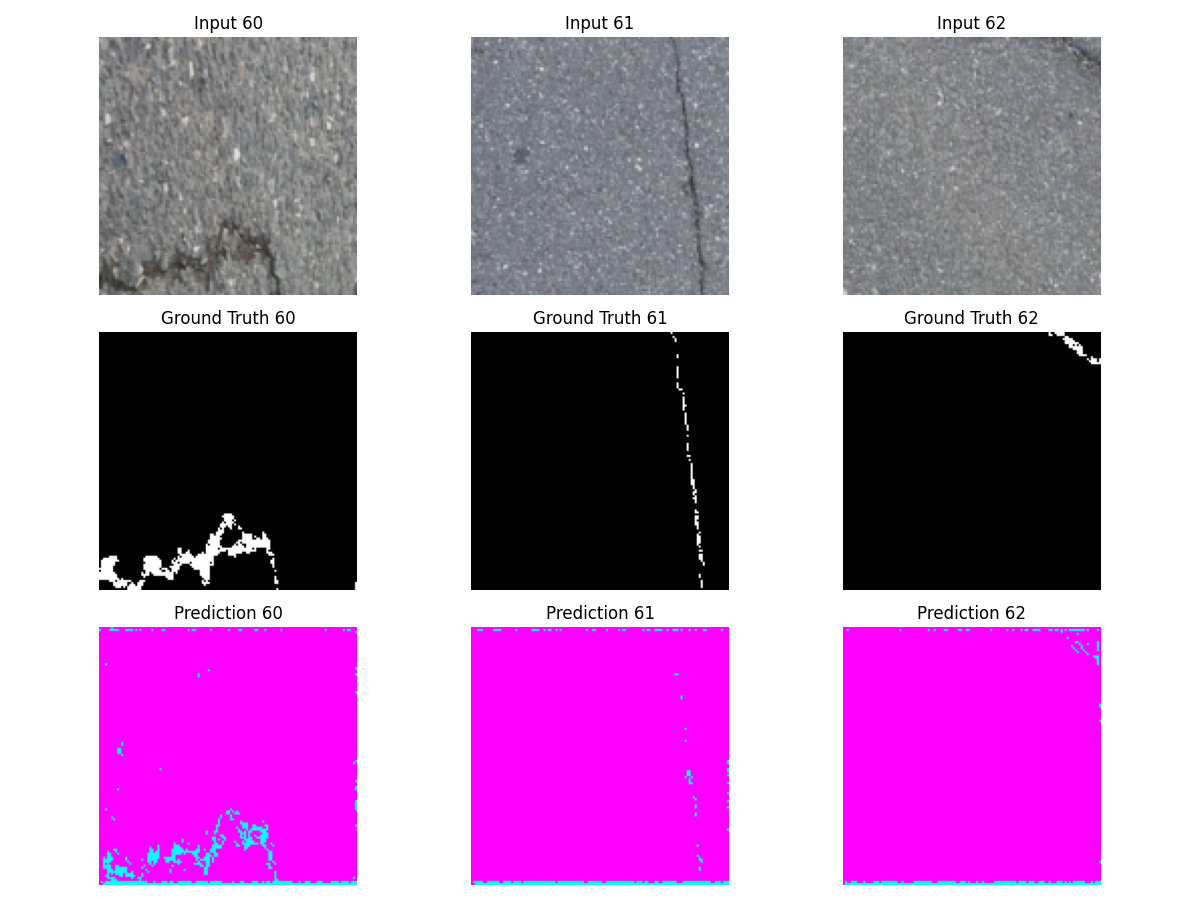 Input 60
Input 61
Input 62
Ground Truth 60
Ground Truth 61
Ground Truth 62
Prediction 60
Prediction 61
Prediction 62